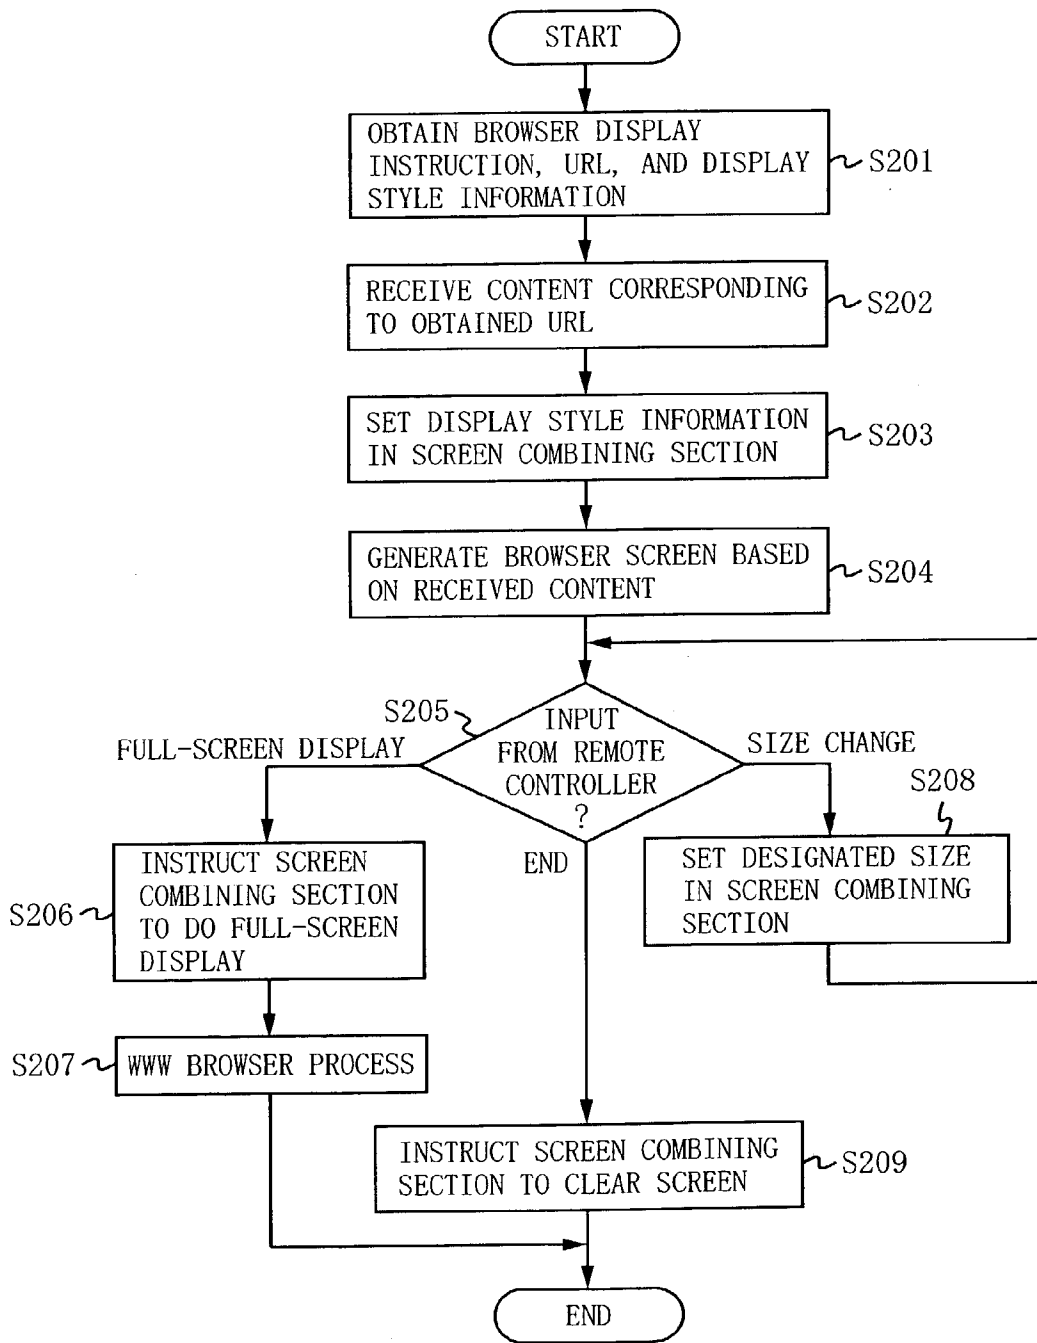 START
OBTAIN BROWSER DISPLAY
INSTRUCTION, URL, AND DISPLAY
STYLE INFORMATION
S201
RECEIVE CONTENT CORRESPONDING
TO OBTAINED URL
S202
SET DISPLAY STYLE INFORMATION
IN SCREEN COMBINING SECTION
S203
GENERATE BROWSER SCREEN BASED
ON RECEIVED CONTENT
S204
S205
INPUT
FROM REMOTE
CONTROLLER
?
FULL-SCREEN DISPLAY
SIZE CHANGE
END
S208
SET DESIGNATED SIZE
IN SCREEN COMBINING
SECTION
INSTRUCT SCREEN
COMBINING SECTION
TO DO FULL-SCREEN
DISPLAY
S206
S207
WWW BROWSER PROCESS
INSTRUCT SCREEN COMBINING
SECTION TO CLEAR SCREEN
S209
END